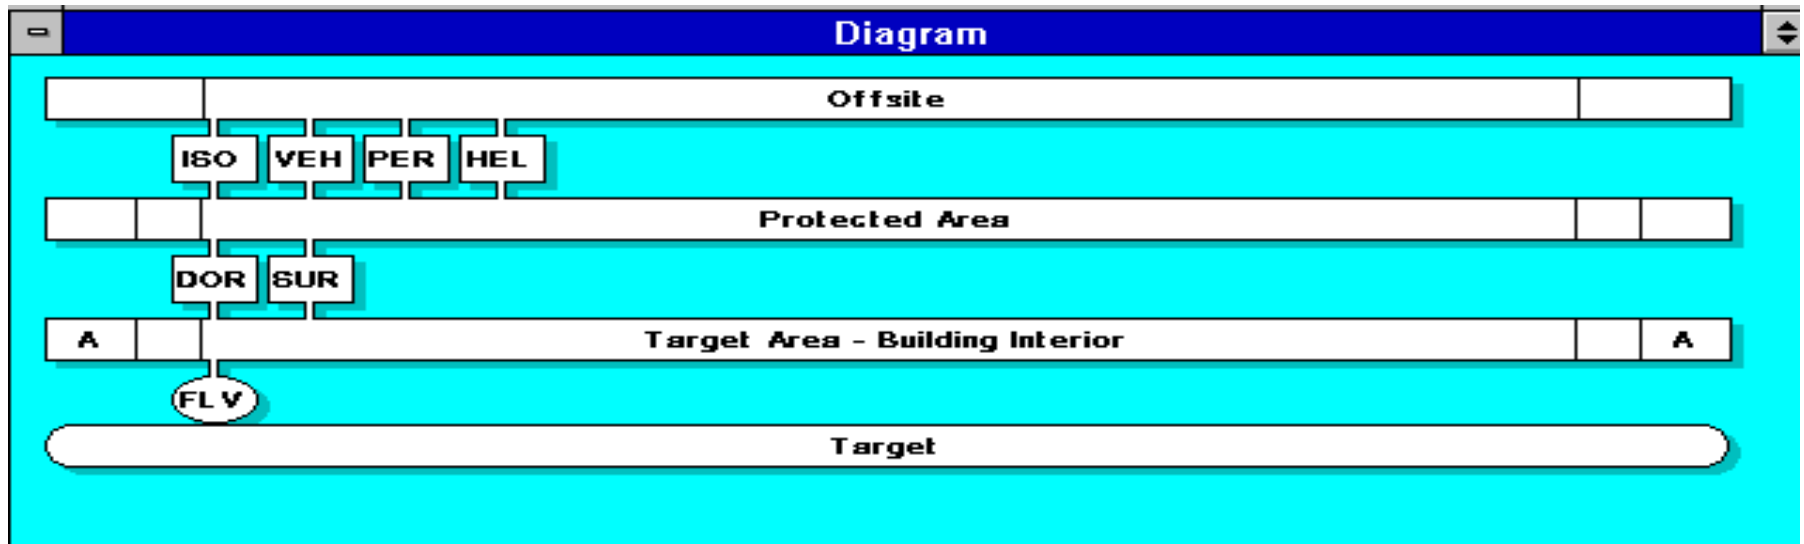 Diagram
Offsite
ISO VEH PER HEL
Protected Area
DOR SUR
A Target Area - Building Interior A
FLV
Target